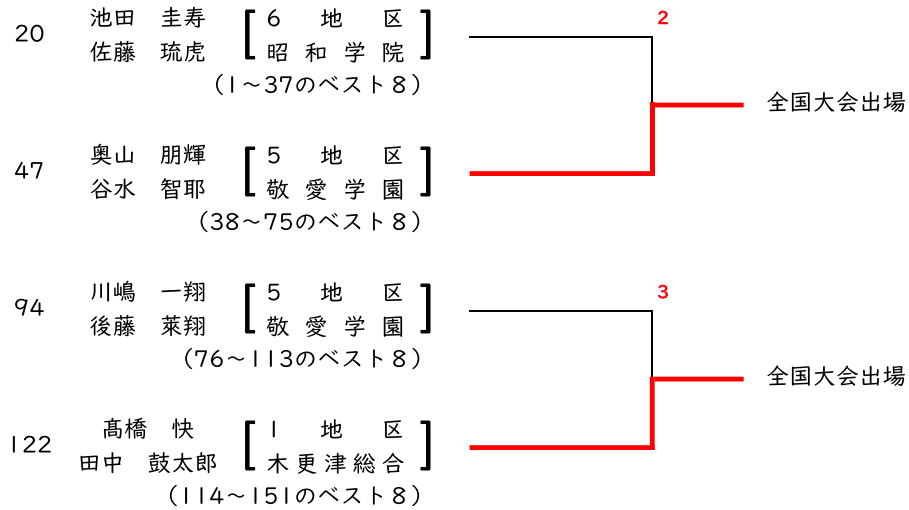 20 池田 圭寿 6地区
佐藤 琉虎 昭和学院
(1～37のベスト8)
2
全国大会出場
47 奥山 朋輝 5地区
谷水 智耶 敬愛学園
(38～75のベスト8)
94 川嶋 一翔 5地区
後藤 萊翔 敬愛学園
(76～113のベスト8)
3
全国大会出場
122 髙橋 快 1地区
田中 鼓太郎 木更津総合
(114～151のベスト8)